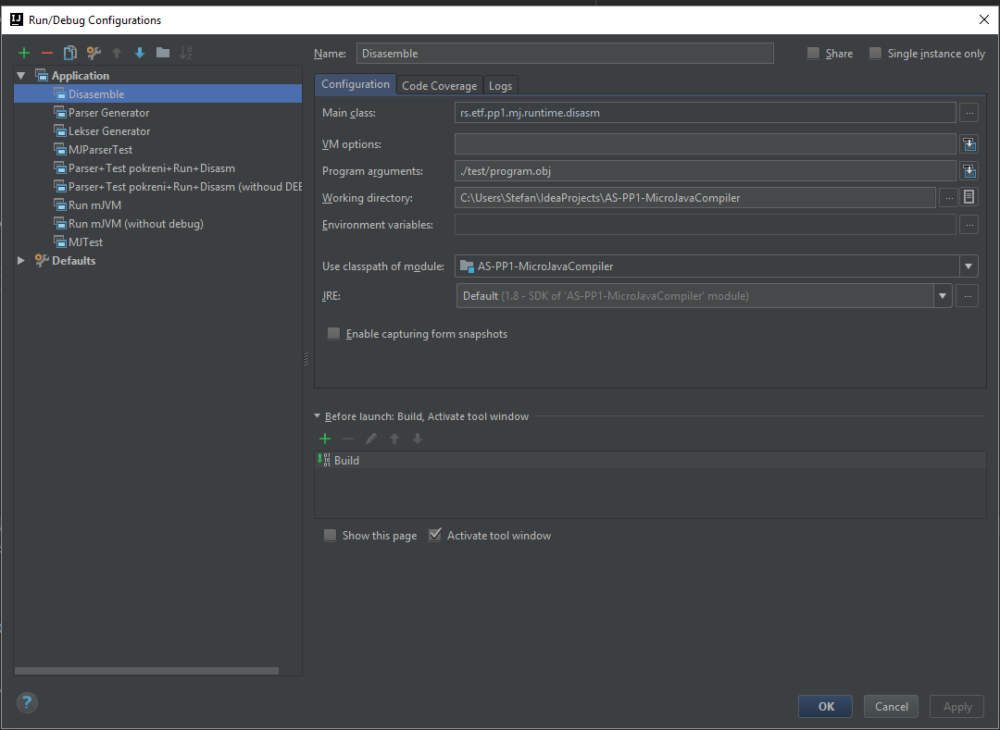 IJ Run/Debug Configurations
Name: Disasemble Share Single instance only
Application
Disasemble
Parser Generator
Lekser Generator
MJParserTest
Parser+Test pokreni+Run+Disasm
Parser+Test pokreni+Run+Disasm (withoud DEE
Run mJVM
Run mJVM (without debug)
MJTest
Defaults
Configuration Code Coverage Logs
Main class: rs.etf.pp1.mj.runtime.disasm ...
VM options:
Program arguments: ./test/program.obj
Working directory: C:\Users\Stefan\IdeaProjects\AS-PP1-MicroJavaCompiler ...
Environment variables: ...
Use classpath of module: AS-PP1-MicroJavaCompiler
JRE: Default (1.8 - SDK of 'AS-PP1-MicroJavaCompiler' module) ...
Enable capturing form snapshots
Before launch: Build, Activate tool window
Build
Show this page Activate tool window
? OK Cancel Apply